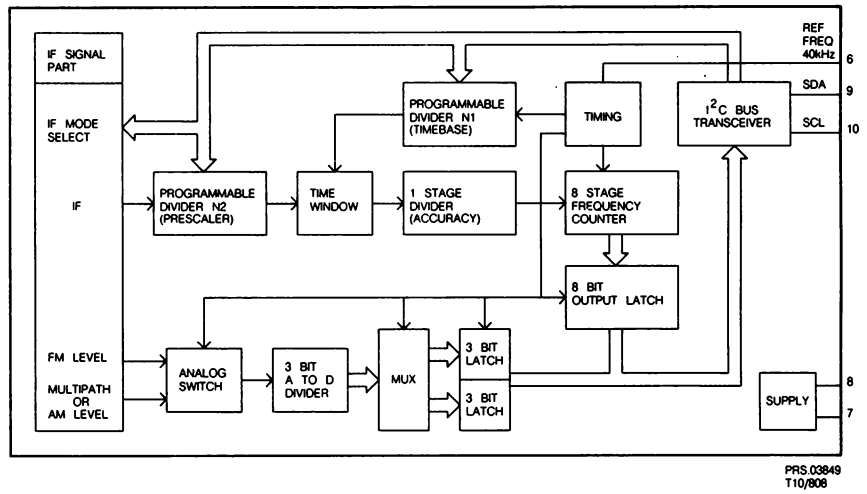 REF
FREQ
40kHz
6
IF SIGNAL
PART
SDA
9
PROGRAMMABLE
DIVIDER N1
(TIMEBASE)
TIMING
I²C BUS
TRANSCEIVER
IF MODE
SELECT
SCL
10
IF
PROGRAMMABLE
DIVIDER N2
(PRESCALER)
TIME
WINDOW
1 STAGE
DIVIDER
(ACCURACY)
8 STAGE
FREQUENCY
COUNTER
8 BIT
OUTPUT LATCH
FM LEVEL
ANALOG
SWITCH
3 BIT
A TO D
DIVIDER
MUX
3 BIT
LATCH
MULTIPATH
OR
AM LEVEL
3 BIT
LATCH
SUPPLY
8
7
PRS.03849
T10/808